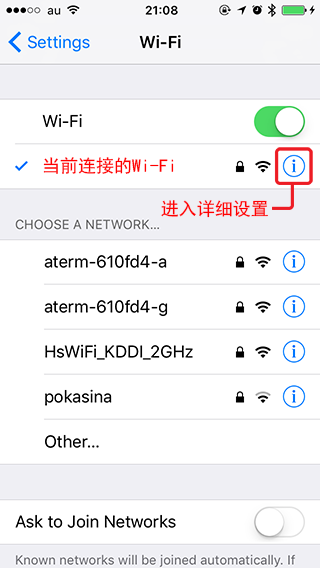 au 21:08
Settings Wi-Fi
Wi-Fi
当前连接的Wi-Fi
进入详细设置
CHOOSE A NETWORK...
aterm-610fd4-a
aterm-610fd4-g
HsWiFi_KDDI_2GHz
pokasina
Other...
Ask to Join Networks
Known networks will be joined automatically. If